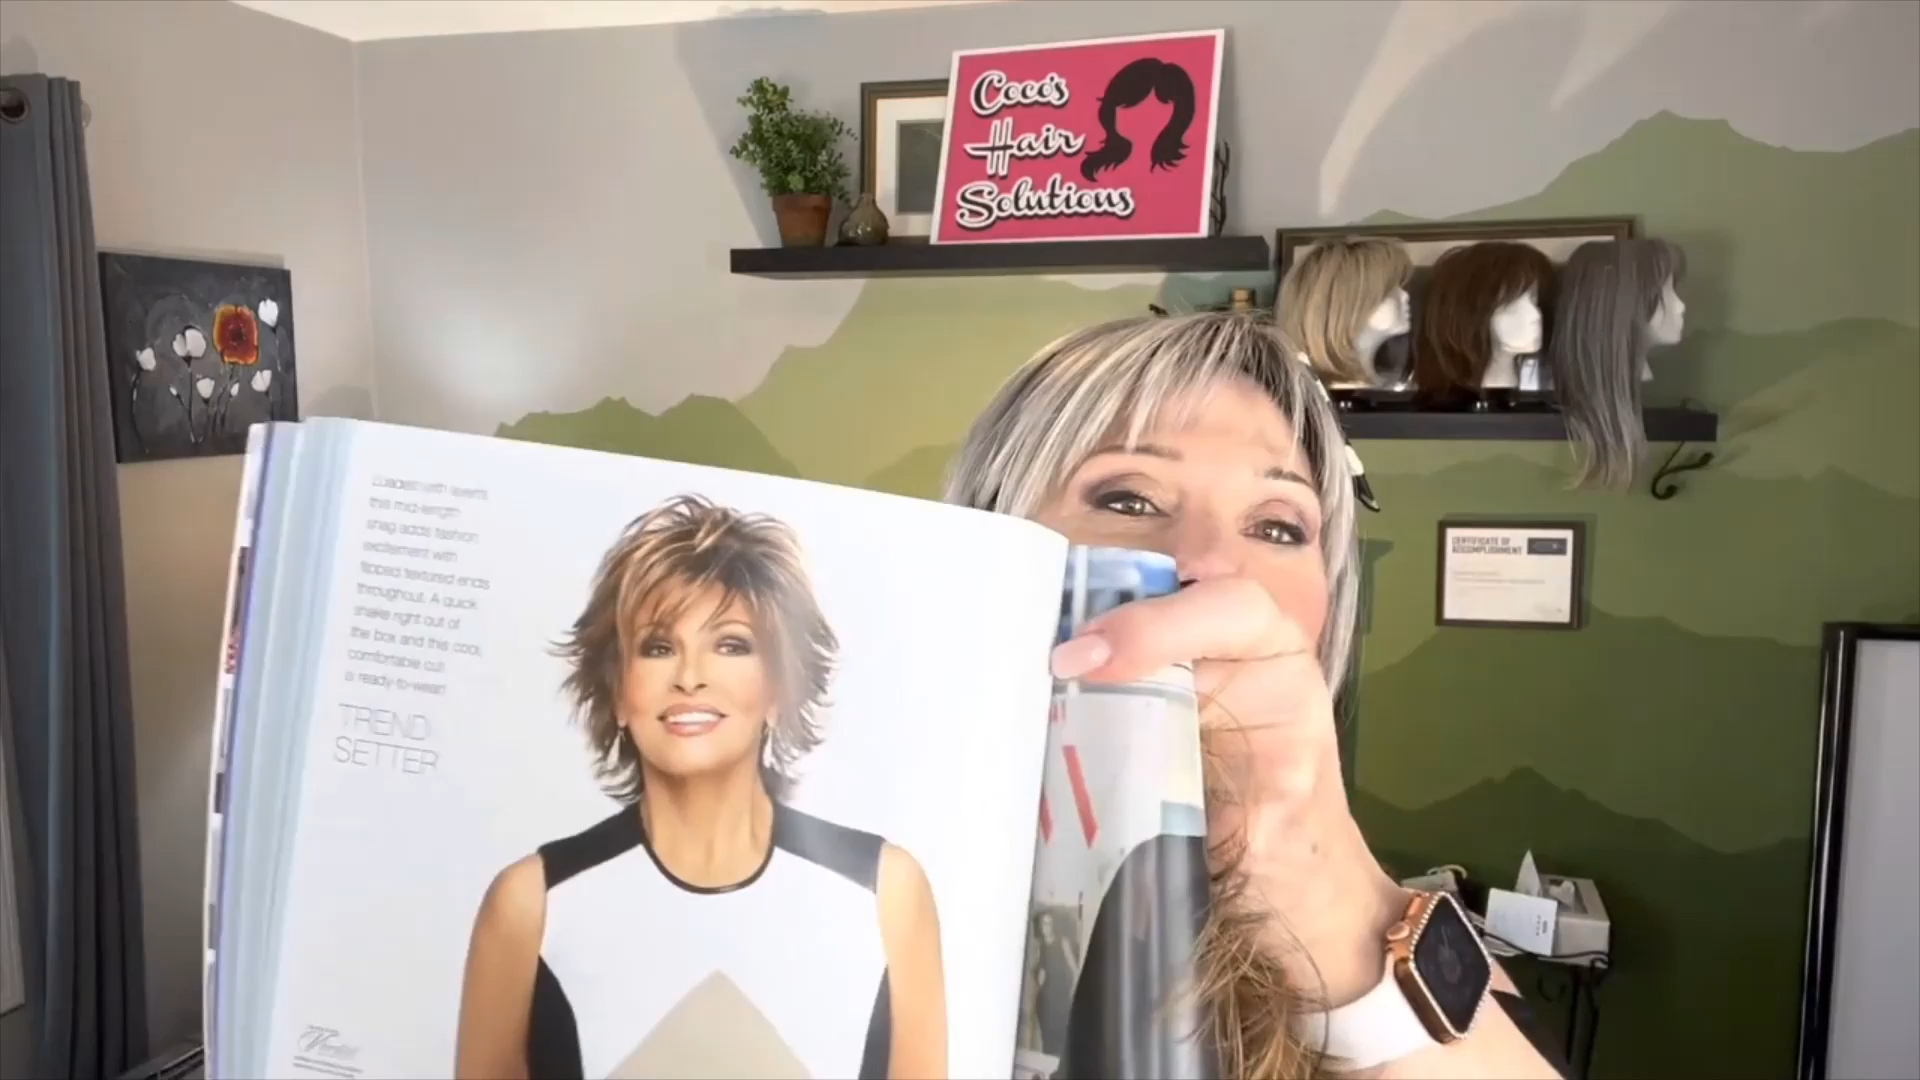 Coco's
Hair
Solutions
CERTIFICATE OF
ACCOMPLISHMENT
Loaded with layers
this mid-length
shag adds fashion
excitement with
flipped textured ends
throughout. A quick
shake right out of
the box and this cool,
comfortable cut
is ready-to-wear!
TREND
SETTER